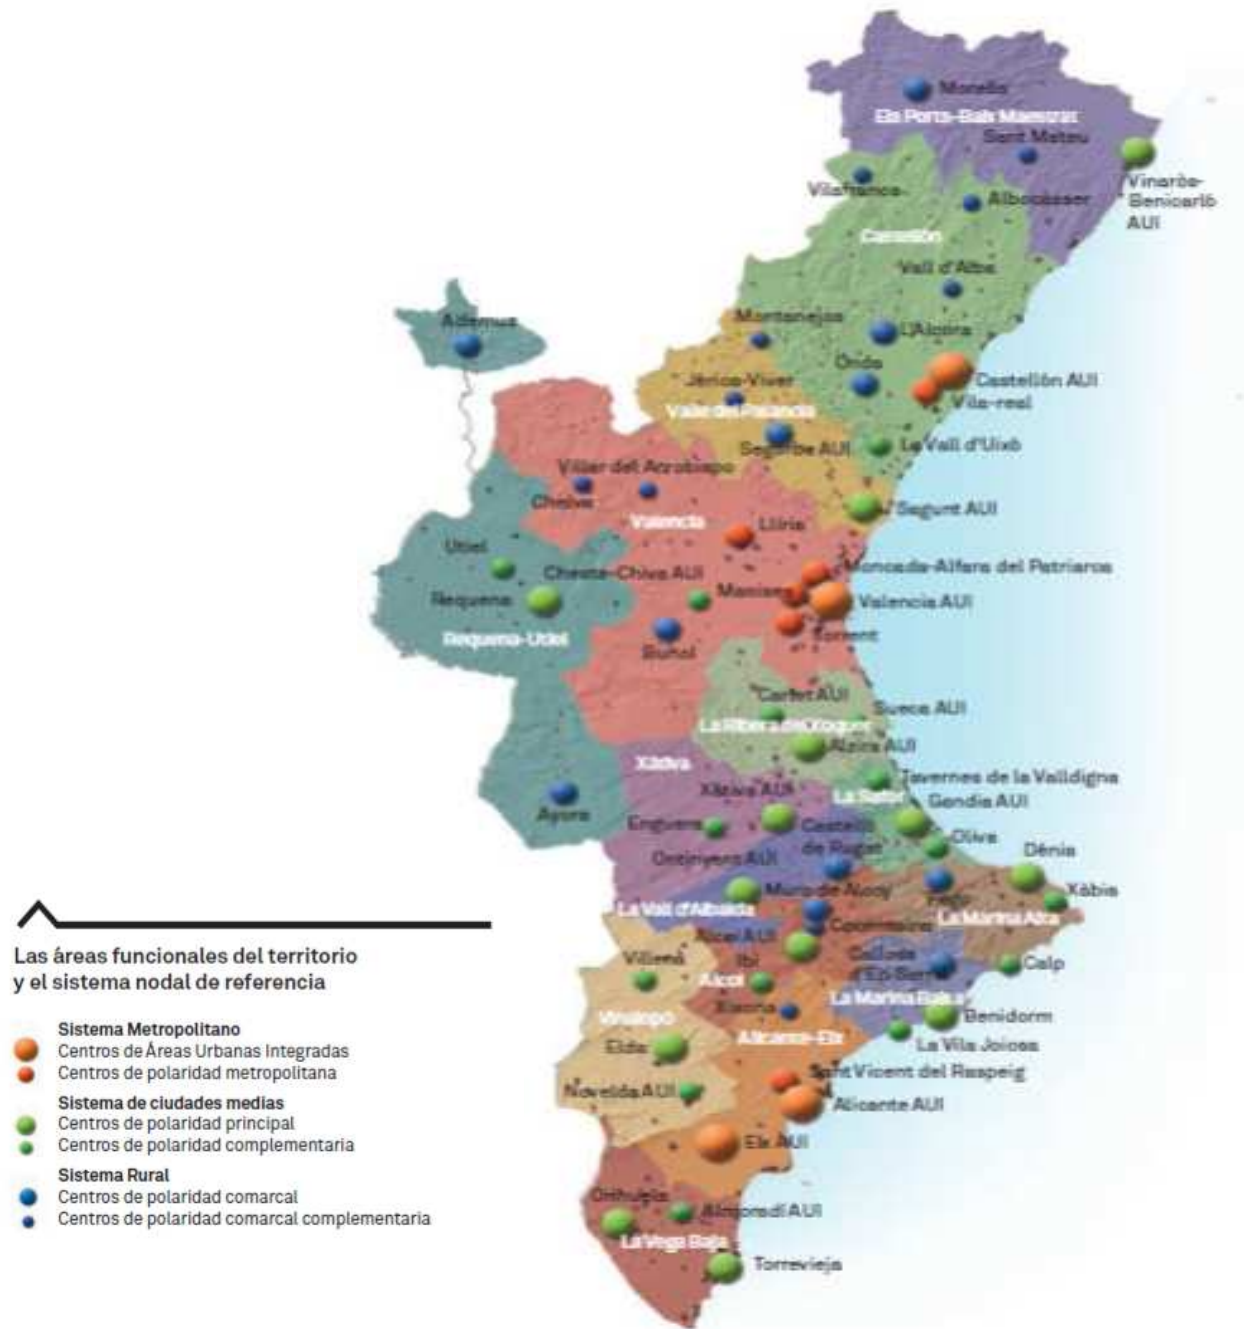 Morella
Els Ports-Baix Maestrat
Sant Mateu
Vilafranca
Vinaròs-
Benicarló
AUI
Albocàsser
Castellón
Vall d'Alba
Ademuz
Montanejos
L'Alcora
Onda
Castellón AUI
Jérica-Viver
Vila-real
Valle del Palancia
Segorbe AUI
La Vall d'Uixó
Villar del Arzobispo
Chelva
Sagunt AUI
Valencia
Llíria
Utiel
Cheste-Chiva AUI
Moncada-Alfara del Patriarca
Requena
Manises
Valencia AUI
Torrent
Requena-Utiel
Buñol
Carlet AUI
Sueca AUI
La Ribera del Xúquer
Alzira AUI
Xàtiva
Tavernes de la Valldigna
Xàtiva AUI
La Safor
Gandia AUI
Ayora
Enguera
Castelló
de Rugat
Oliva
Ontinyent AUI
Dénia
Muro de Alcoy
Xàbia
La Vall d'Albaida
La Marina Alta
Cocentaina
Alcoi AUI
Villena
Ibi
Callosa
d'En Sarrià
Calp
Alcoi
Xixona
La Marina Baixa
Vinalopó
Benidorm
Elda
Alicante-Elx
La Vila Joiosa
Novelda AUI
Sant Vicent del Raspeig
Alicante AUI
Elx AUI
Orihuela
Almoradí AUI
La Vega Baja
Torrevieja
Las áreas funcionales del territorio
y el sistema nodal de referencia
Sistema Metropolitano
Centros de Áreas Urbanas Integradas
Centros de polaridad metropolitana
Sistema de ciudades medias
Centros de polaridad principal
Centros de polaridad complementaria
Sistema Rural
Centros de polaridad comarcal
Centros de polaridad comarcal complementaria